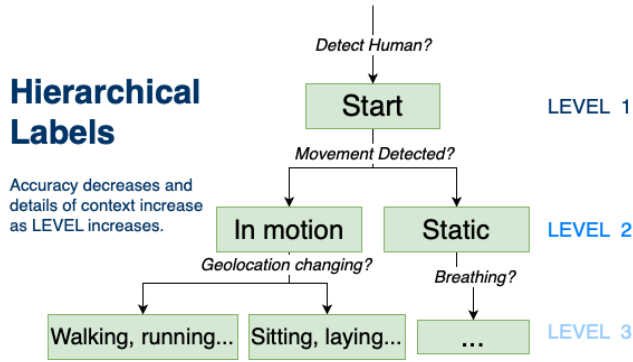 Detect Human?
Hierarchical
Labels
Start
LEVEL 1
Movement Detected?
Accuracy decreases and
details of context increase
as LEVEL increases.
In motion
Static
LEVEL 2
Geolocation changing?
Breathing?
Walking, running...
Sitting, laying...
...
LEVEL 3